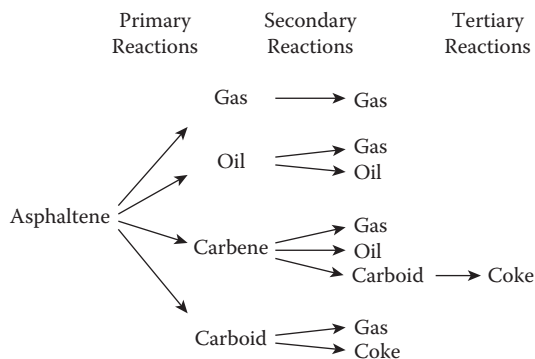 Primary Reactions
Secondary Reactions
Tertiary Reactions
Gas
Gas
Oil
Gas
Oil
Asphaltene
Carbene
Gas
Oil
Carboid
Coke
Carboid
Gas
Coke